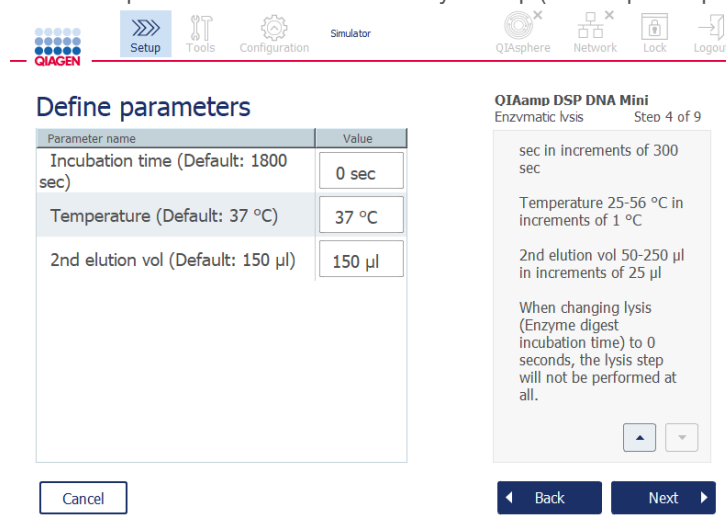 Setup
Tools
Configuration
Simulator
QIAsphere
Network
Lock
Logout
QIAGEN
Define parameters
QIAamp DSP DNA Mini
Enzymatic lysis Step 4 of 9
Parameter name Value
Incubation time (Default: 1800
sec)
0 sec
Temperature (Default: 37 °C) 37 °C
2nd elution vol (Default: 150 µl) 150 µl
sec in increments of 300
sec
Temperature 25-56 °C in
increments of 1 °C
2nd elution vol 50-250 µl
in increments of 25 µl
When changing lysis
(Enzyme digest
incubation time) to 0
seconds, the lysis step
will not be performed at
all.
Cancel
Back
Next